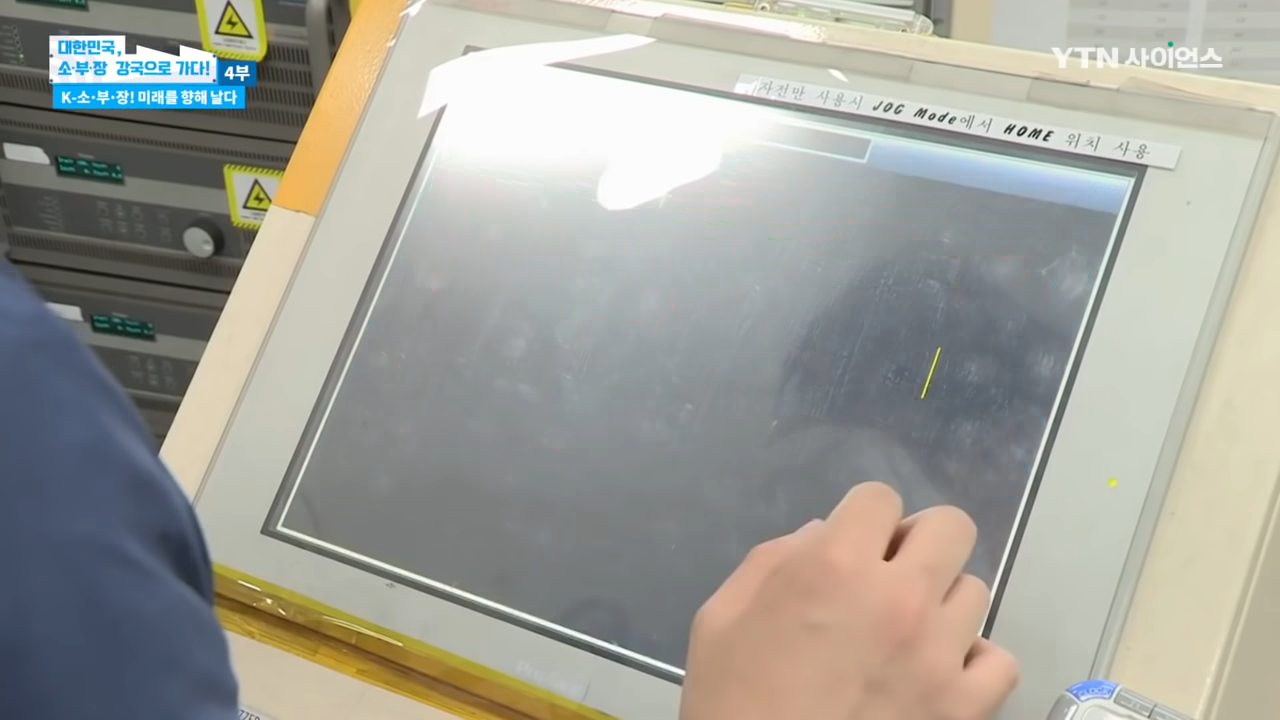 대한민국,
소·부·장 강국으로 가다! 4부
K-소·부·장! 미래를 향해 날다
YTN 사이언스
자전만 사용시 JOG Mode에서 HOME 위치 사용